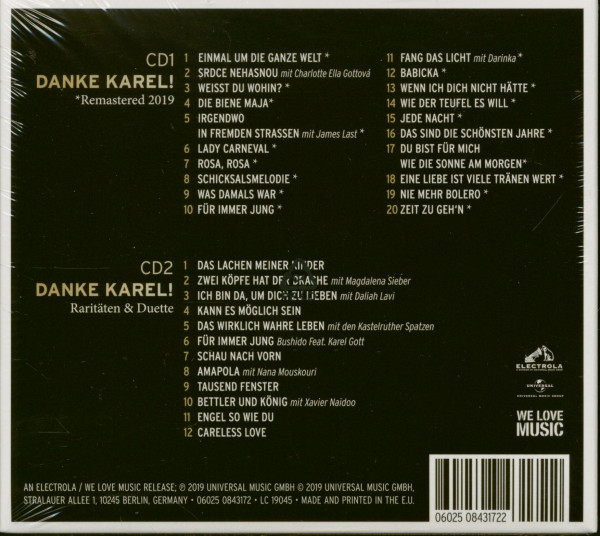 CD1
DANKE KAREL!
*Remastered 2019
1 EINMAL UM DIE GANZE WELT *
2 SRDCE NEHASNOU mit Charlotte Ella Gottová
3 WEISST DU WOHIN? *
4 DIE BIENE MAJA*
5 IRGENDWO
IN FREMDEN STRASSEN mit James Last *
6 LADY CARNEVAL *
7 ROSA, ROSA *
8 SCHICKSALSMELODIE *
9 WAS DAMALS WAR *
10 FÜR IMMER JUNG *
11 FANG DAS LICHT mit Darinka *
12 BABICKA *
13 WENN ICH DICH NICHT HÄTTE *
14 WIE DER TEUFEL ES WILL *
15 JEDE NACHT *
16 DAS SIND DIE SCHÖNSTEN JAHRE *
17 DU BIST FÜR MICH
WIE DIE SONNE AM MORGEN*
18 EINE LIEBE IST VIELE TRÄNEN WERT *
19 NIE MEHR BOLERO *
20 ZEIT ZU GEH'N *
CD2
DANKE KAREL!
Raritäten & Duette
1 DAS LACHEN MEINER KINDER
2 ZWEI KÖPFE HAT DER DRACHE mit Magdalena Sieber
3 ICH BIN DA, UM DICH ZU LIEBEN mit Daliah Lavi
4 KANN ES MÖGLICH SEIN
5 DAS WIRKLICH WAHRE LEBEN mit den Kastelruther Spatzen
6 FÜR IMMER JUNG Bushido Feat. Karel Gott
7 SCHAU NACH VORN
8 AMAPOLA mit Nana Mouskouri
9 TAUSEND FENSTER
10 BETTLER UND KÖNIG mit Xavier Naidoo
11 ENGEL SO WIE DU
12 CARELESS LOVE
ELECTROLA
UNIVERSAL
UNIVERSAL MUSIC GROUP
WE LOVE
MUSIC
AN ELECTROLA / WE LOVE MUSIC RELEASE; ℗ 2019 UNIVERSAL MUSIC GMBH © 2019 UNIVERSAL MUSIC GMBH,
STRALAUER ALLEE 1, 10245 BERLIN, GERMANY • 06025 0843172 • LC 19045 • MADE AND PRINTED IN THE E.U.
06025 08431722